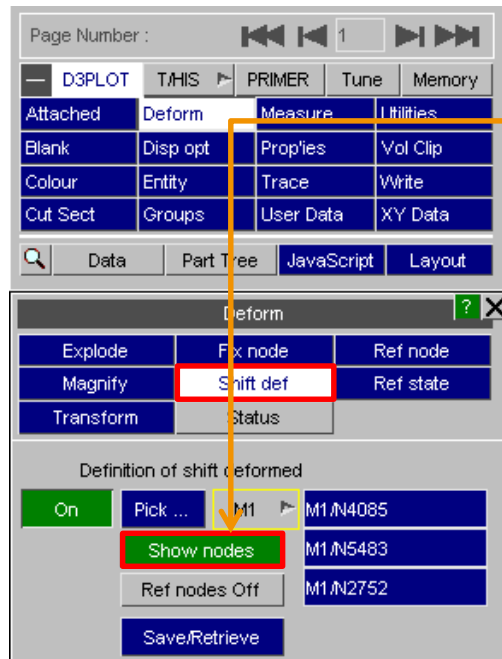 Page Number : 1
— D3PLOT T/HIS PRIMER Tune Memory
Attached Deform Measure Utilities
Blank Disp opt Prop'ies Vol Clip
Colour Entity Trace Write
Cut Sect Groups User Data XY Data
Data Part Tree JavaScript Layout
Deform ? X
Explode Fix node Ref node
Magnify Shift def Ref state
Transform Status
Definition of shift deformed
On Pick ... M1 M1/N4085
Show nodes M1/N5483
Ref nodes Off M1/N2752
Save/Retrieve